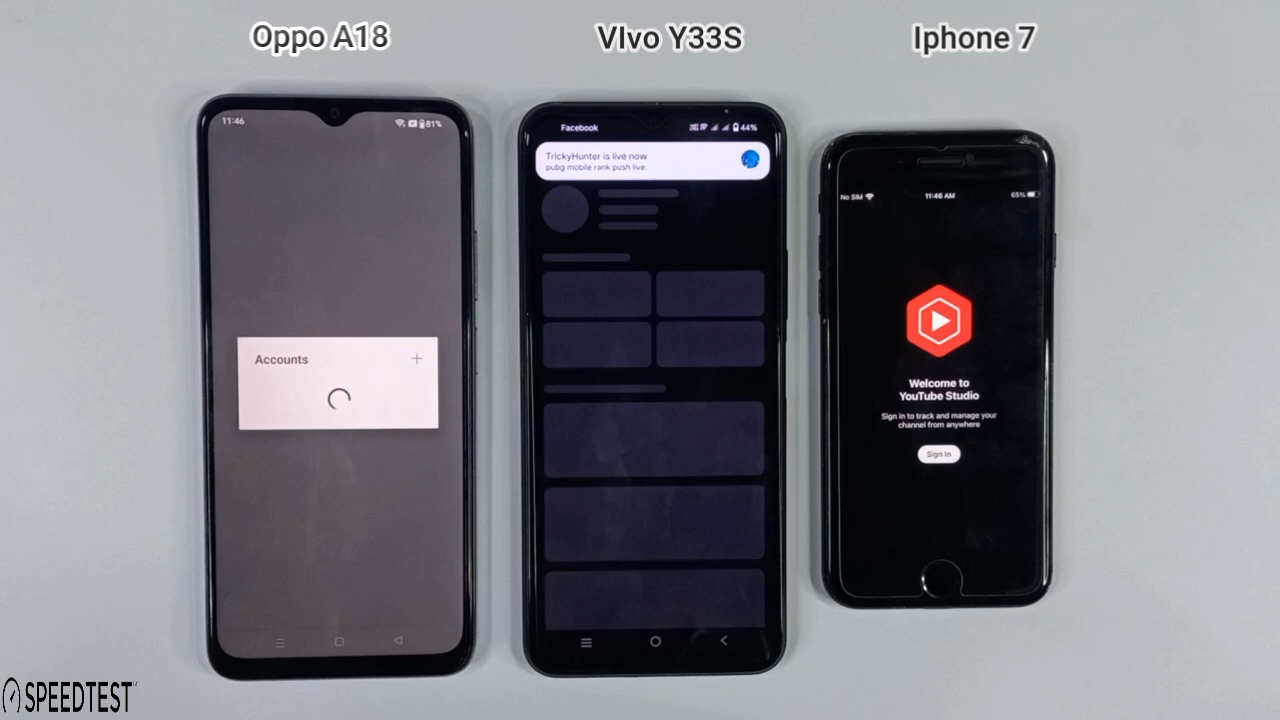 Oppo A18
VIvo Y33S
Iphone 7
11:46
81%
Accounts
Facebook
44%
TrickyHunter is live now
pubg mobile rank push live.
No SIM
11:46 AM
65%
Welcome to
YouTube Studio
Sign in to track and manage your
channel from anywhere
Sign In
SPEEDTEST